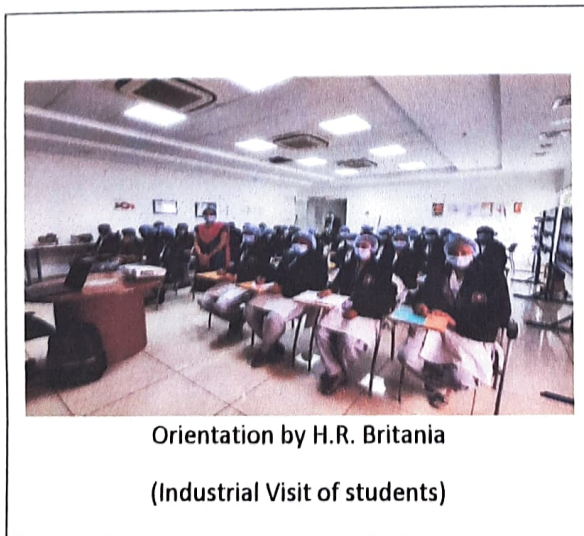 Orientation by H.R. Britania
(Industrial Visit of students)